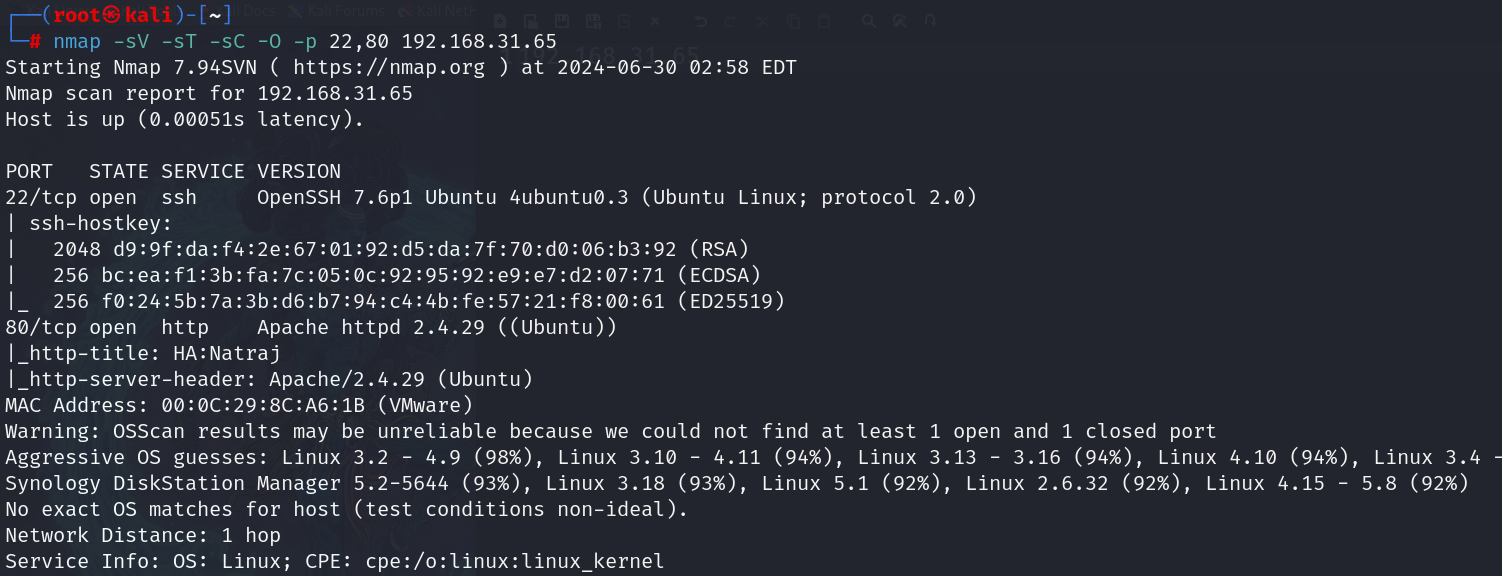 ┌──(root㉿kali)-[~]
└─# nmap -sV -sT -sC -O -p 22,80 192.168.31.65
Starting Nmap 7.94SVN ( https://nmap.org ) at 2024-06-30 02:58 EDT
Nmap scan report for 192.168.31.65
Host is up (0.00051s latency).

PORT   STATE SERVICE VERSION
22/tcp open  ssh     OpenSSH 7.6p1 Ubuntu 4ubuntu0.3 (Ubuntu Linux; protocol 2.0)
| ssh-hostkey:
|   2048 d9:9f:da:f4:2e:67:01:92:d5:da:7f:70:d0:06:b3:92 (RSA)
|   256 bc:ea:f1:3b:fa:7c:05:0c:92:95:92:e9:e7:d2:07:71 (ECDSA)
|_  256 f0:24:5b:7a:3b:d6:b7:94:c4:4b:fe:57:21:f8:00:61 (ED25519)
80/tcp open  http    Apache httpd 2.4.29 ((Ubuntu))
|_http-title: HA:Natraj
|_http-server-header: Apache/2.4.29 (Ubuntu)
MAC Address: 00:0C:29:8C:A6:1B (VMware)
Warning: OSScan results may be unreliable because we could not find at least 1 open and 1 closed port
Aggressive OS guesses: Linux 3.2 - 4.9 (98%), Linux 3.10 - 4.11 (94%), Linux 3.13 - 3.16 (94%), Linux 4.10 (94%), Linux 3.4 -
Synology DiskStation Manager 5.2-5644 (93%), Linux 3.18 (93%), Linux 5.1 (92%), Linux 2.6.32 (92%), Linux 4.15 - 5.8 (92%)
No exact OS matches for host (test conditions non-ideal).
Network Distance: 1 hop
Service Info: OS: Linux; CPE: cpe:/o:linux:linux_kernel